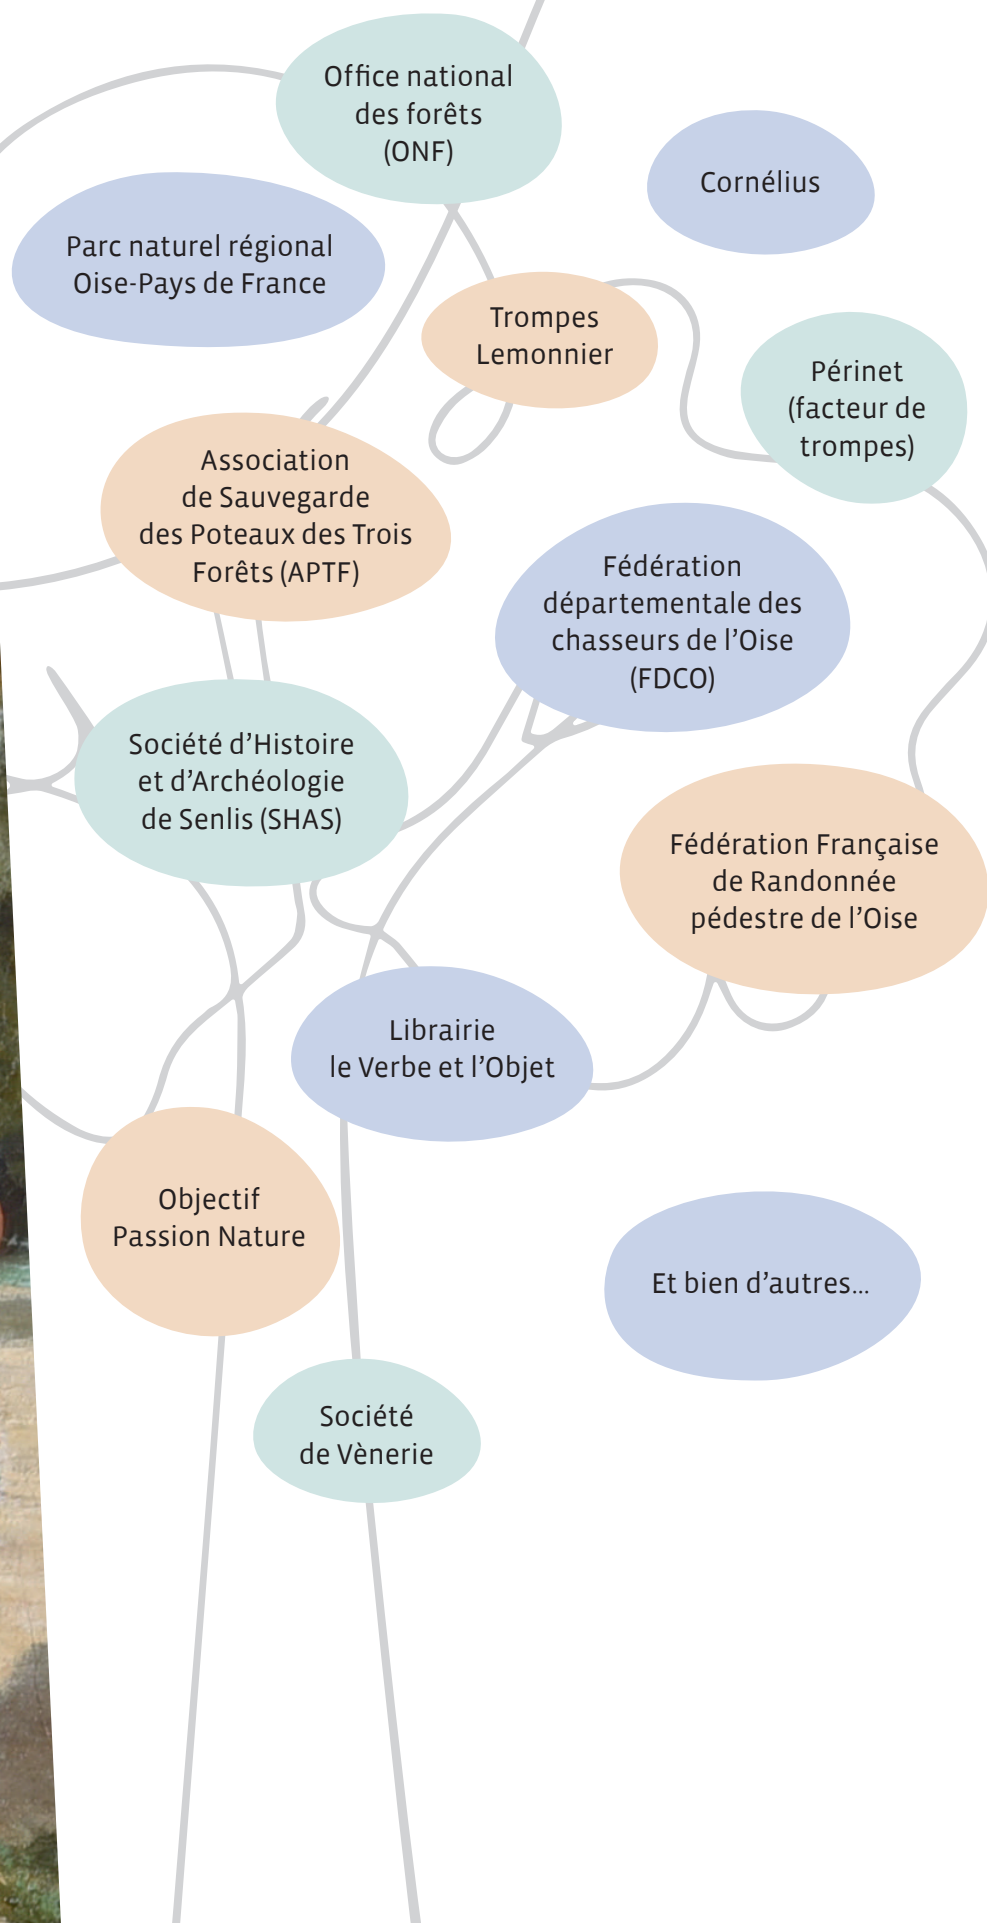 Office national
des forêts
(ONF)
Cornélius
Parc naturel régional
Oise-Pays de France
Trompes
Lemonnier
Périnet
(facteur de
trompes)
Association
de Sauvegarde
des Poteaux des Trois
Forêts (APTF)
Fédération
départementale des
chasseurs de l’Oise
(FDCO)
Société d’Histoire
et d’Archéologie
de Senlis (SHAS)
Fédération Française
de Randonnée
pédestre de l’Oise
Librairie
le Verbe et l’Objet
Objectif
Passion Nature
Et bien d’autres...
Société
de Vènerie